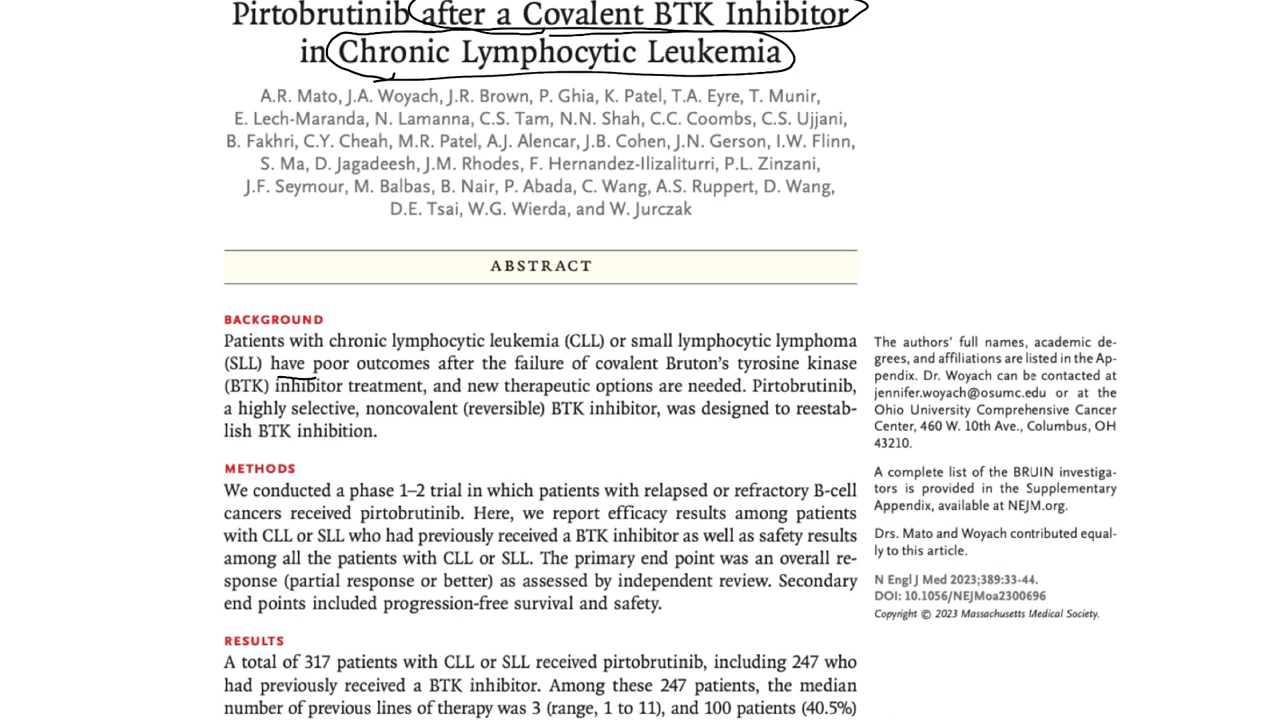 Pirtobrutinib after a Covalent BTK Inhibitor
in Chronic Lymphocytic Leukemia
A.R. Mato, J.A. Woyach, J.R. Brown, P. Ghia, K. Patel, T.A. Eyre, T. Munir,
E. Lech-Maranda, N. Lamanna, C.S. Tam, N.N. Shah, C.C. Coombs, C.S. Ujjani,
B. Fakhri, C.Y. Cheah, M.R. Patel, A.J. Alencar, J.B. Cohen, J.N. Gerson, I.W. Flinn,
S. Ma, D. Jagadeesh, J.M. Rhodes, F. Hernandez-Ilizaliturri, P.L. Zinzani,
J.F. Seymour, M. Balbas, B. Nair, P. Abada, C. Wang, A.S. Ruppert, D. Wang,
D.E. Tsai, W.G. Wierda, and W. Jurczak
ABSTRACT
BACKGROUND
Patients with chronic lymphocytic leukemia (CLL) or small lymphocytic lymphoma
(SLL) have poor outcomes after the failure of covalent Bruton's tyrosine kinase
(BTK) inhibitor treatment, and new therapeutic options are needed. Pirtobrutinib,
a highly selective, noncovalent (reversible) BTK inhibitor, was designed to reestab-
lish BTK inhibition.
METHODS
We conducted a phase 1–2 trial in which patients with relapsed or refractory B-cell
cancers received pirtobrutinib. Here, we report efficacy results among patients
with CLL or SLL who had previously received a BTK inhibitor as well as safety results
among all the patients with CLL or SLL. The primary end point was an overall re-
sponse (partial response or better) as assessed by independent review. Secondary
end points included progression-free survival and safety.
RESULTS
A total of 317 patients with CLL or SLL received pirtobrutinib, including 247 who
had previously received a BTK inhibitor. Among these 247 patients, the median
number of previous lines of therapy was 3 (range, 1 to 11), and 100 patients (40.5%)
The authors' full names, academic de-
grees, and affiliations are listed in the Ap-
pendix. Dr. Woyach can be contacted at
jennifer.woyach@osumc.edu or at the
Ohio University Comprehensive Cancer
Center, 460 W. 10th Ave., Columbus, OH
43210.
A complete list of the BRUIN investiga-
tors is provided in the Supplementary
Appendix, available at NEJM.org.
Drs. Mato and Woyach contributed equal-
ly to this article.
N Engl J Med 2023;389:33-44.
DOI: 10.1056/NEJMoa2300696
Copyright © 2023 Massachusetts Medical Society.